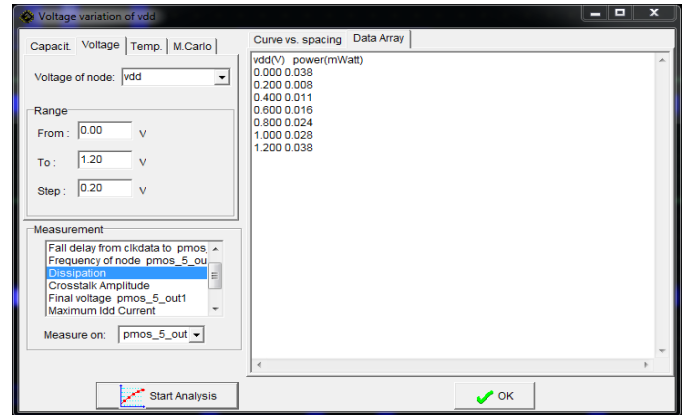 Voltage variation of vdd
Capacit. Voltage Temp. M.Carlo
Voltage of node: vdd
Range
From : 0.00 V
To : 1.20 V
Step : 0.20 V
Measurement
Fall delay from clkdata to pmos_
Frequency of node pmos_5_ou
Dissipation
Crosstalk Amplitude
Final voltage pmos_5_out1
Maximum Idd Current
Measure on: pmos_5_out
Start Analysis
Curve vs. spacing Data Array
vdd(V) power(mWatt)
0.000 0.038
0.200 0.008
0.400 0.011
0.600 0.016
0.800 0.024
1.000 0.028
1.200 0.038
OK